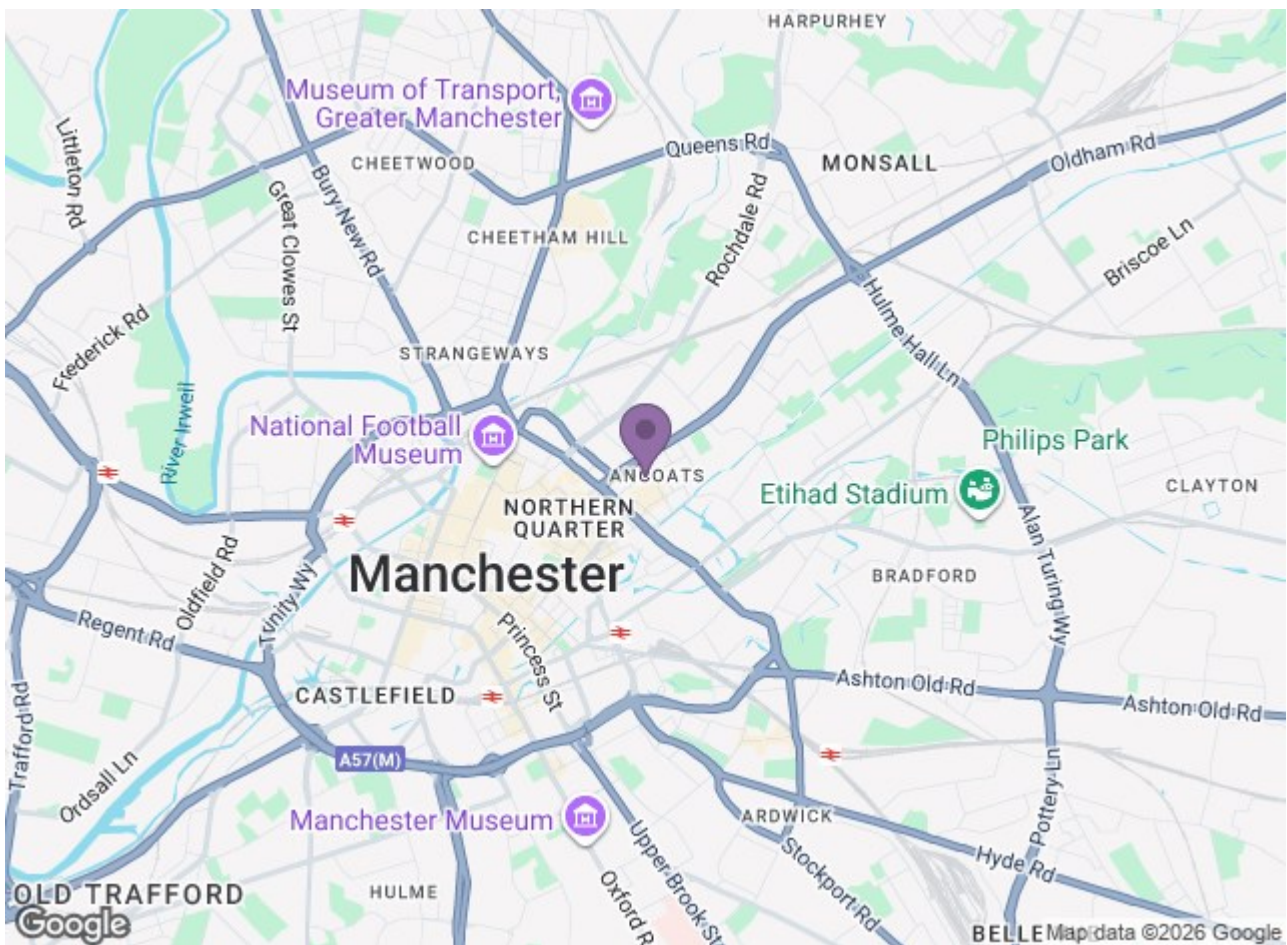 HARPURHEY
Museum of Transport,
Greater Manchester
Littleton Rd
CHEETWOOD
Queens Rd
MONSALL
Oldham Rd
Bury New Rd
Great Clowes St
Rochdale Rd
CHEETHAM HILL
Briscoe Ln
Hulme Hall Ln
Frederick Rd
STRANGEWAYS
River Irwell
National Football
Museum
Philips Park
ANCOATS
Etihad Stadium
CLAYTON
NORTHERN
QUARTER
Oldfield Rd
Trinity Wy
Manchester
BRADFORD
Alan Turing Wy
Regent Rd
Princess St
Trafford Rd
CASTLEFIELD
Ashton Old Rd
Ashton Old Rd
A57(M)
Ordsall Ln
Pottery Ln
Manchester Museum
ARDWICK
Upper Brook St
Stockport Rd
Hyde Rd
OLD TRAFFORD
HULME
Oxford R
Google
BELLE
Map data ©2026 Google